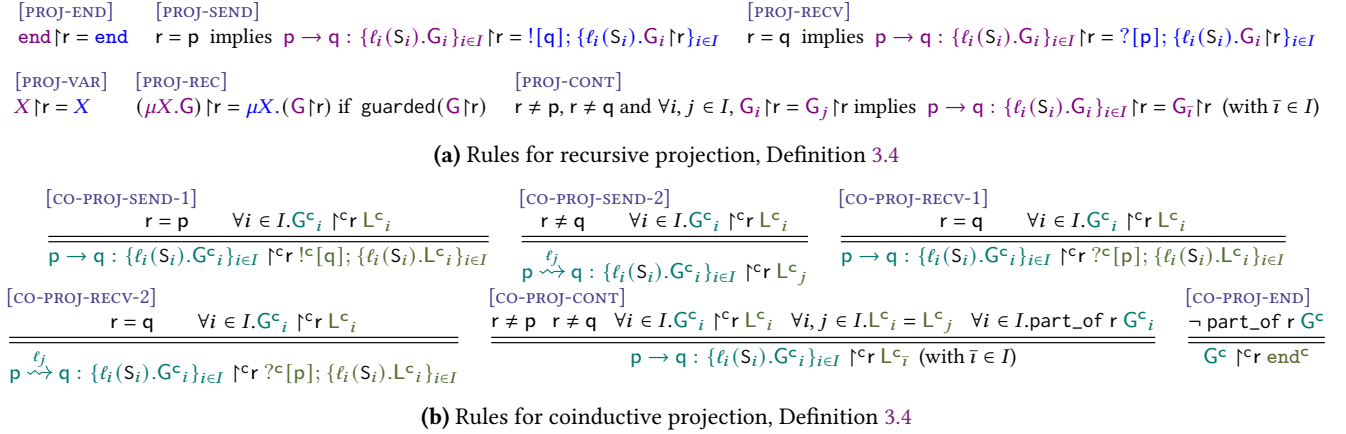 [PROJ-END] [PROJ-SEND] [PROJ-RECV]
end↾r = end r = p implies p → q : {ℓᵢ(Sᵢ).Gᵢ}ᵢ∈I↾r = ![q]; {ℓᵢ(Sᵢ).Gᵢ↾r}ᵢ∈I r = q implies p → q : {ℓᵢ(Sᵢ).Gᵢ}ᵢ∈I↾r = ?[p]; {ℓᵢ(Sᵢ).Gᵢ↾r}ᵢ∈I
[PROJ-VAR] [PROJ-REC] [PROJ-CONT]
X↾r = X (μX.G)↾r = μX.(G↾r) if guarded(G↾r) r ≠ p, r ≠ q and ∀i, j ∈ I, Gᵢ↾r = Gⱼ↾r implies p → q : {ℓᵢ(Sᵢ).Gᵢ}ᵢ∈I↾r = G_ī↾r (with ī ∈ I)
(a) Rules for recursive projection, Definition 3.4
[CO-PROJ-SEND-1] [CO-PROJ-SEND-2] [CO-PROJ-RECV-1]
r = p ∀i ∈ I.Gᶜᵢ ↾ᶜr Lᶜᵢ r ≠ q ∀i ∈ I.Gᶜᵢ ↾ᶜr Lᶜᵢ r = q ∀i ∈ I.Gᶜᵢ ↾ᶜr Lᶜᵢ
p → q : {ℓᵢ(Sᵢ).Gᶜᵢ}ᵢ∈I ↾ᶜr !ᶜ[q]; {ℓᵢ(Sᵢ).Lᶜᵢ}ᵢ∈I p ⇝^ℓⱼ q : {ℓᵢ(Sᵢ).Gᶜᵢ}ᵢ∈I ↾ᶜr Lᶜⱼ p → q : {ℓᵢ(Sᵢ).Gᶜᵢ}ᵢ∈I ↾ᶜr ?ᶜ[p]; {ℓᵢ(Sᵢ).Lᶜᵢ}ᵢ∈I
[CO-PROJ-RECV-2] [CO-PROJ-CONT] [CO-PROJ-END]
r = q ∀i ∈ I.Gᶜᵢ ↾ᶜr Lᶜᵢ r ≠ p r ≠ q ∀i ∈ I.Gᶜᵢ ↾ᶜr Lᶜᵢ ∀i, j ∈ I.Lᶜᵢ = Lᶜⱼ ∀i ∈ I.part_of r Gᶜᵢ ¬ part_of r Gᶜ
p ⇝^ℓⱼ q : {ℓᵢ(Sᵢ).Gᶜᵢ}ᵢ∈I ↾ᶜr ?ᶜ[p]; {ℓᵢ(Sᵢ).Lᶜᵢ}ᵢ∈I p → q : {ℓᵢ(Sᵢ).Gᶜᵢ}ᵢ∈I ↾ᶜr Lᶜ_ī (with ī ∈ I) Gᶜ ↾ᶜr endᶜ
(b) Rules for coinductive projection, Definition 3.4